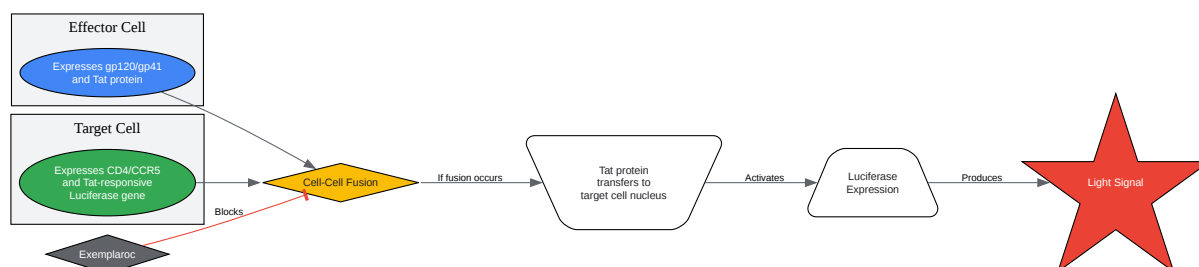 Effector Cell
Expresses gp120/gp41
and Tat protein
Target Cell
Expresses CD4/CCR5
and Tat-responsive
Luciferase gene
Exemplaroc
Blocks
Cell-Cell Fusion
If fusion occurs
Tat protein
transfers to
target cell nucleus
Activates
Luciferase
Expression
Produces
Light Signal